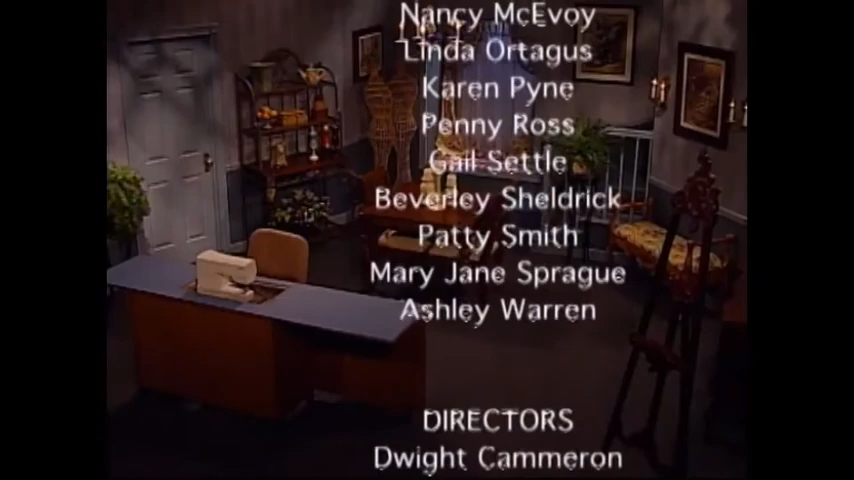 Nancy McEvoy
Linda Ortagus
Karen Pyne
Penny Ross
Gail Settle
Beverley Sheldrick
Patty Smith
Mary Jane Sprague
Ashley Warren
DIRECTORS
Dwight Cammeron